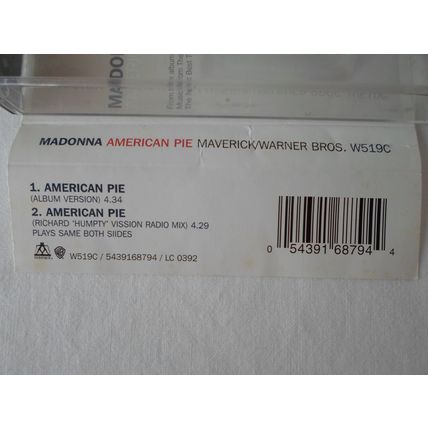 MADONNA AMERICAN PIE MAVERICK/WARNER BROS. W519C
1. AMERICAN PIE
(ALBUM VERSION) 4.34
2. AMERICAN PIE
(RICHARD 'HUMPTY' VISSION RADIO MIX) 4.29
PLAYS SAME BOTH SIIDES
W519C / 5439168794 / LC 0392
0 54391 68794 4